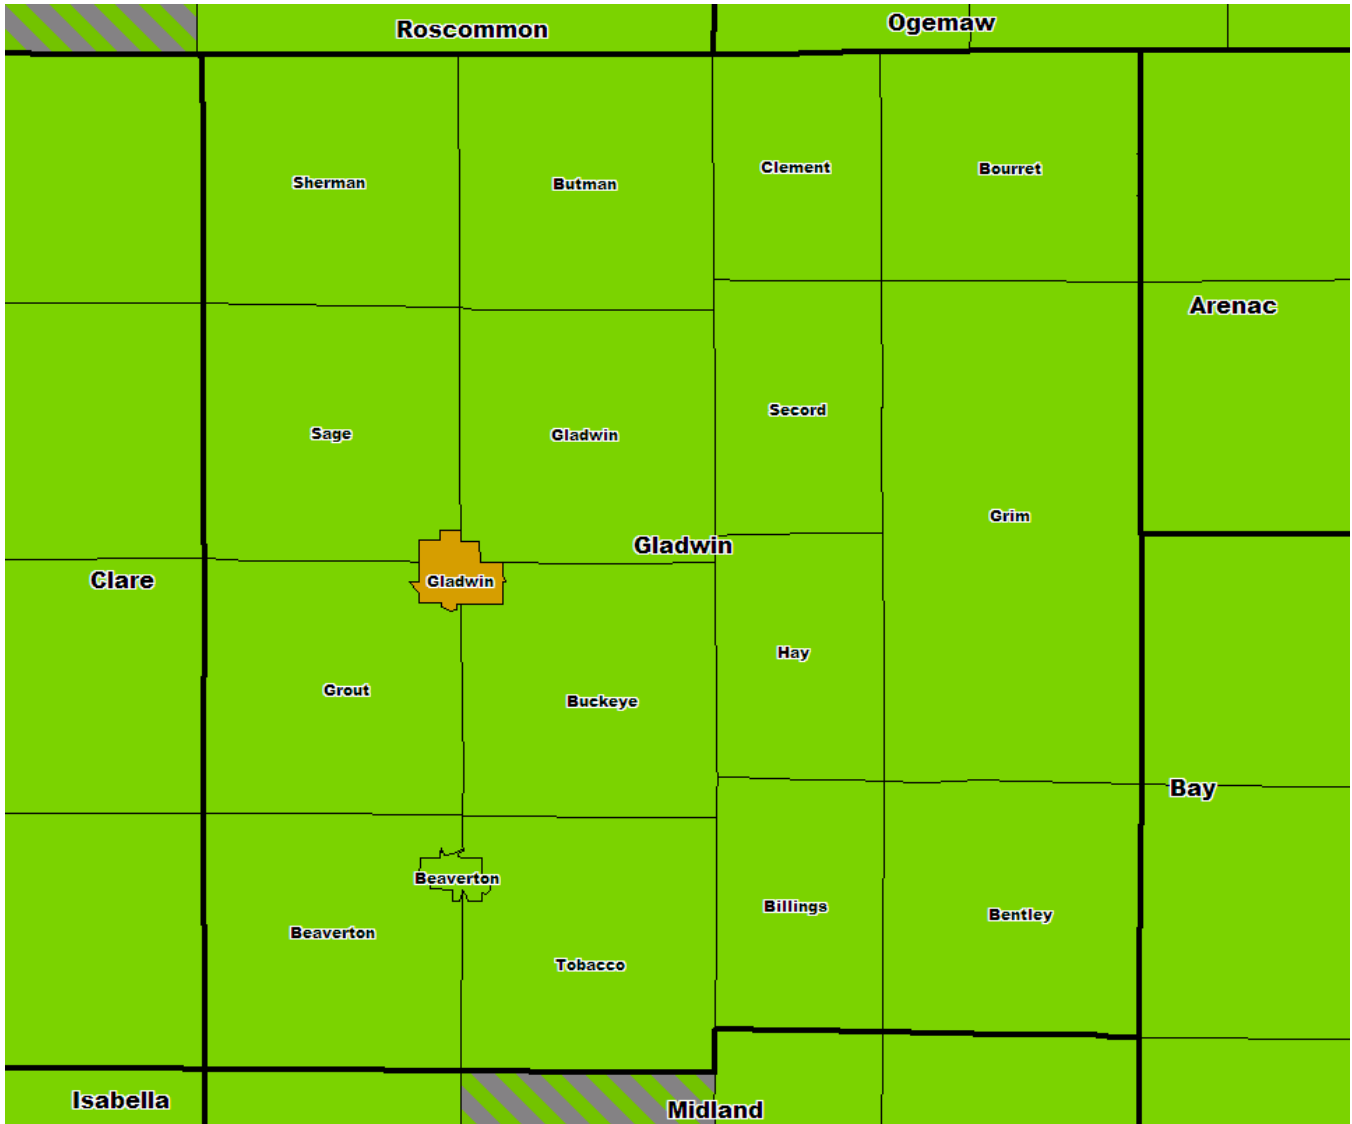 Roscommon
Ogemaw
Sherman
Butman
Clement
Bourret
Arenac
Sage
Gladwin
Secord
Grim
Gladwin
Clare
Gladwin
Hay
Grout
Buckeye
Bay
Beaverton
Billings
Bentley
Beaverton
Tobacco
Isabella
Midland